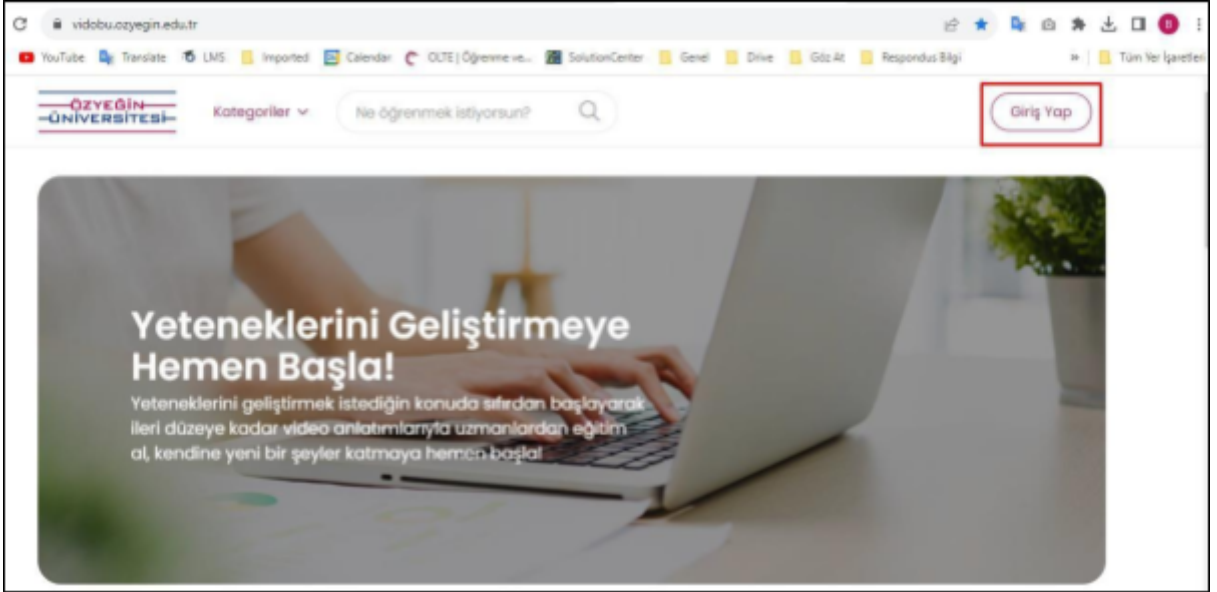 vidobu.ozyegin.edu.tr
YouTube Translate LMS Imported Calendar OLTE | Öğrenme ve... SolutionCenter Genel Drive Göz At Respondus Bilgi » Tüm Yer İşaretleri
ÖZYEĞİN
ÜNİVERSİTESİ
Kategoriler Ne öğrenmek istiyorsun? Giriş Yap
Yeteneklerini Geliştirmeye
Hemen Başla!
Yeteneklerini geliştirmek istediğin konuda sıfırdan başlayarak
ileri düzeye kadar video anlatımlarıyla uzmanlardan eğitim
al, kendine yeni bir şeyler katmaya hemen başla!